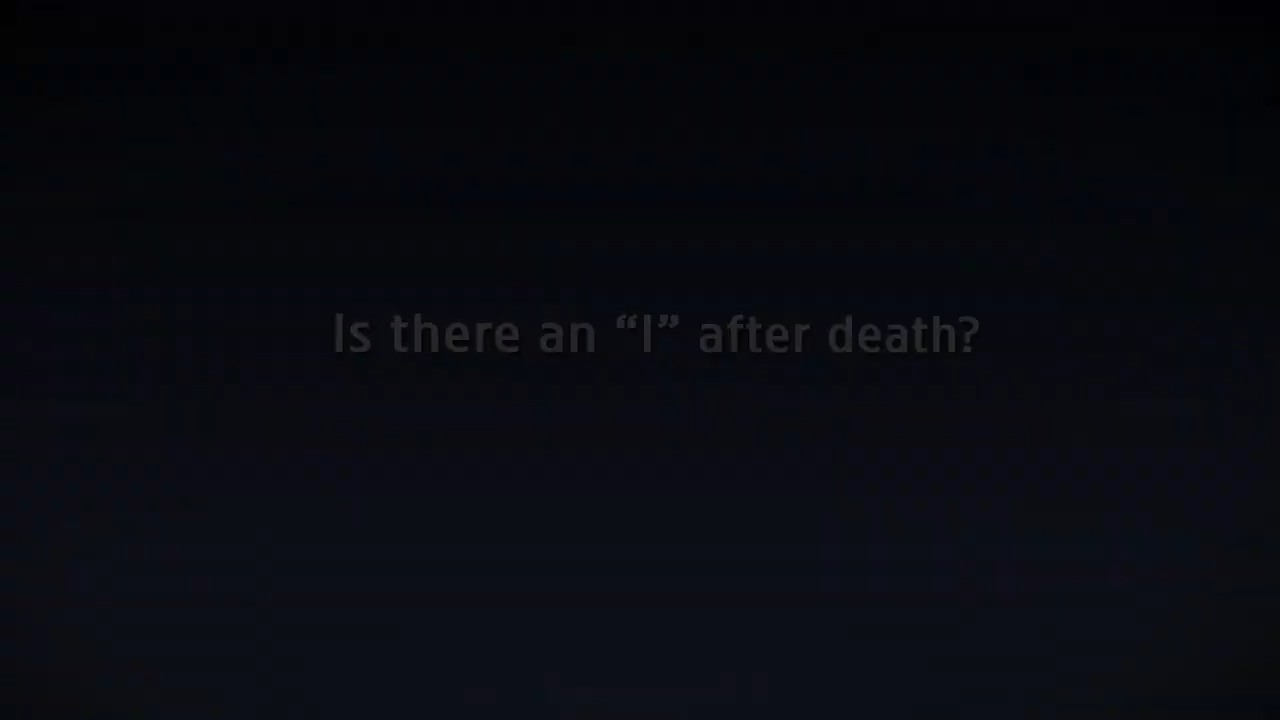 Is there an “I” after death?